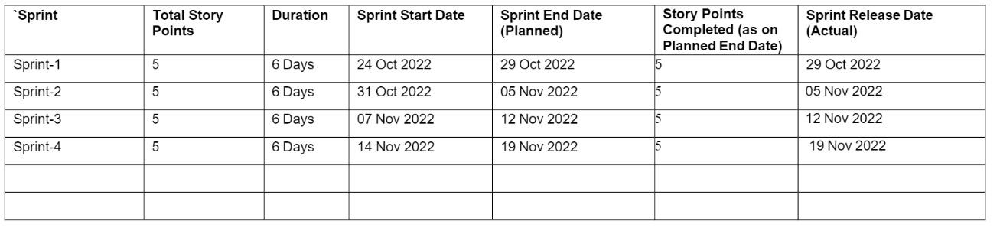 `Sprint Total Story Points Duration Sprint Start Date Sprint End Date (Planned) Story Points Completed (as on Planned End Date) Sprint Release Date (Actual)
Sprint-1 5 6 Days 24 Oct 2022 29 Oct 2022 5 29 Oct 2022
Sprint-2 5 6 Days 31 Oct 2022 05 Nov 2022 5 05 Nov 2022
Sprint-3 5 6 Days 07 Nov 2022 12 Nov 2022 5 12 Nov 2022
Sprint-4 5 6 Days 14 Nov 2022 19 Nov 2022 5 19 Nov 2022